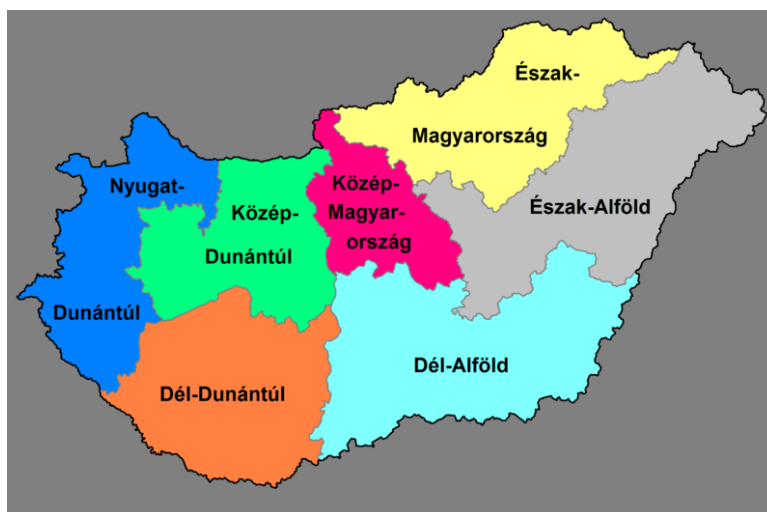 Észak-
Magyarország
Nyugat-
Dunántúl
Közép-
Dunántúl
Közép-
Magyar-
ország
Észak-Alföld
Dél-Dunántúl
Dél-Alföld